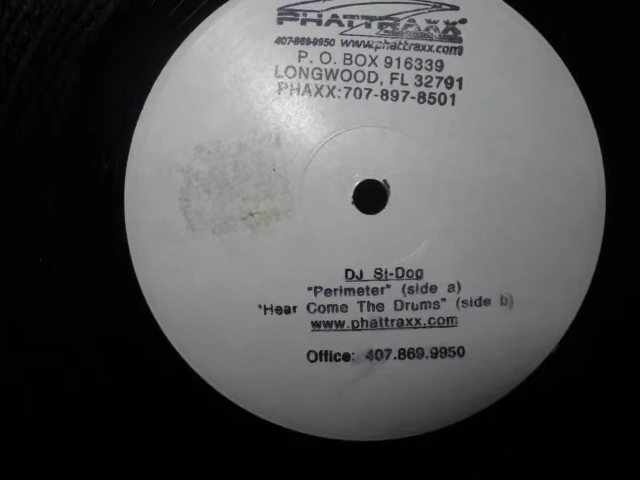 PHATTRAXX
407-869-9950 www.phattraxx.com
P. O. BOX 916339
LONGWOOD, FL 32791
PHAXX:707-897-8501
DJ Si-Dog
"Perimeter" (side a)
"Hear Come The Drums" (side b)
www.phattraxx.com
Office: 407.869.9950